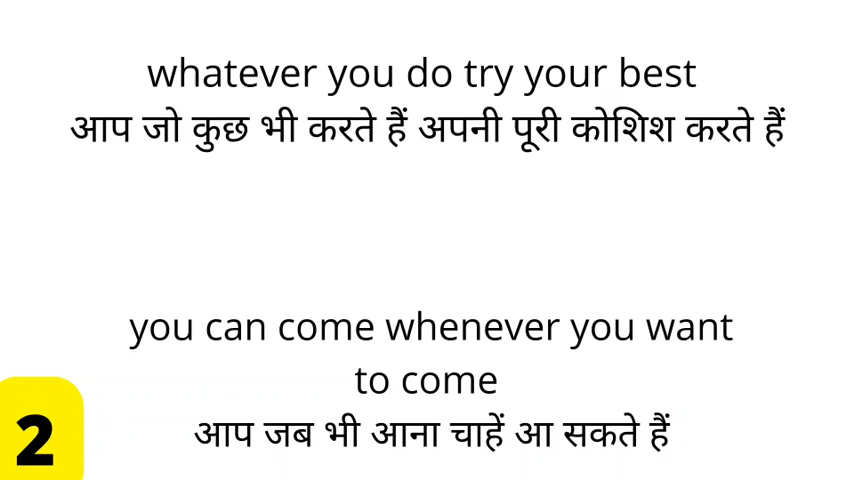 whatever you do try your best
आप जो कुछ भी करते हैं अपनी पूरी कोशिश करते हैं
you can come whenever you want
to come
आप जब भी आना चाहें आ सकते हैं
2